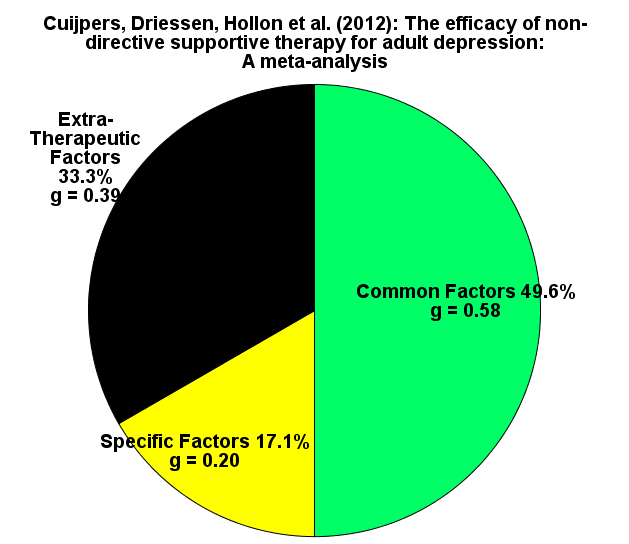 Cuijpers, Driessen, Hollon et al. (2012): The efficacy of non-
directive supportive therapy for adult depression:
A meta-analysis
Extra-
Therapeutic
Factors
33.3%
g = 0.39
Common Factors 49.6%
g = 0.58
Specific Factors 17.1%
g = 0.20